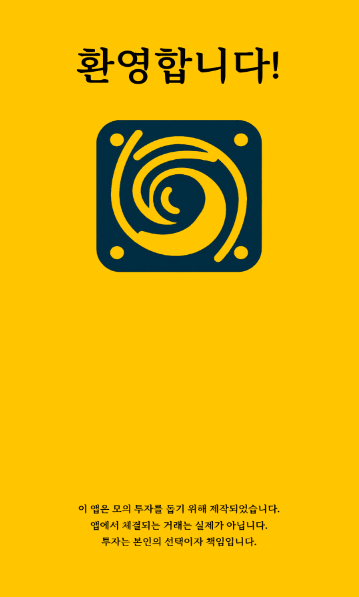 환영합니다!
이 앱은 모의 투자를 돕기 위해 제작되었습니다.
앱에서 체결되는 거래는 실제가 아닙니다.
투자는 본인의 선택이자 책임입니다.